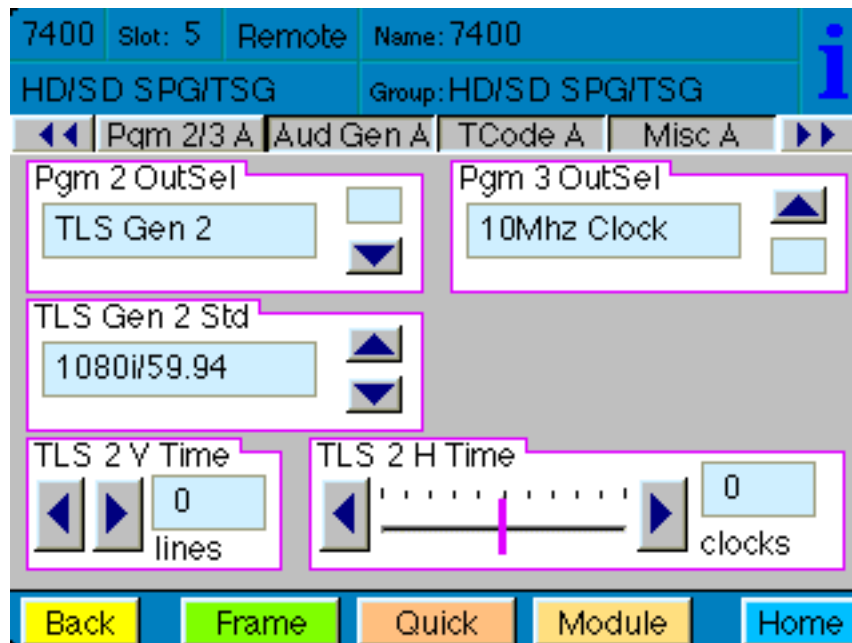 7400 Slot: 5 Remote Name: 7400
HD/SD SPG/TSG Group: HD/SD SPG/TSG
Pgm 2/3 A Aud Gen A TCode A Misc A
Pgm 2 OutSel Pgm 3 OutSel
TLS Gen 2 10Mhz Clock
TLS Gen 2 Std
1080i/59.94
TLS 2 V Time TLS 2 H Time
0 0
lines clocks
Back Frame Quick Module Home
i